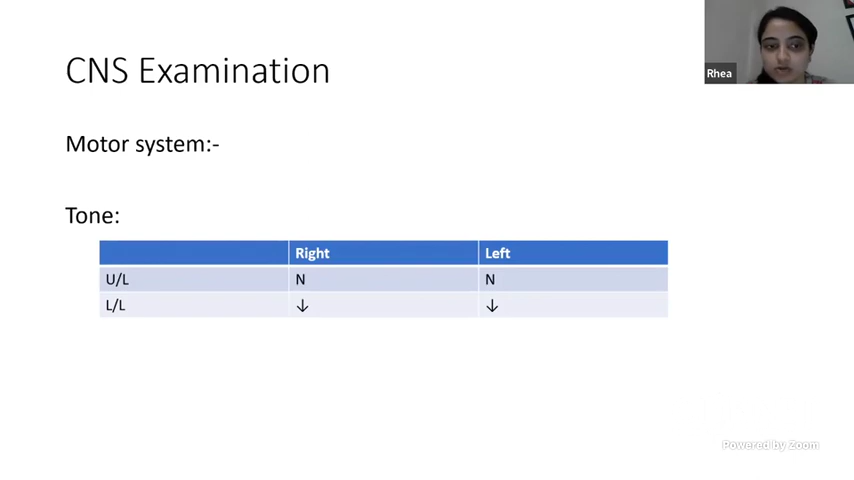 CNS Examination
Rhea
Motor system:-
Tone:
Right Left
U/L N N
L/L ↓ ↓
Powered by Zoom